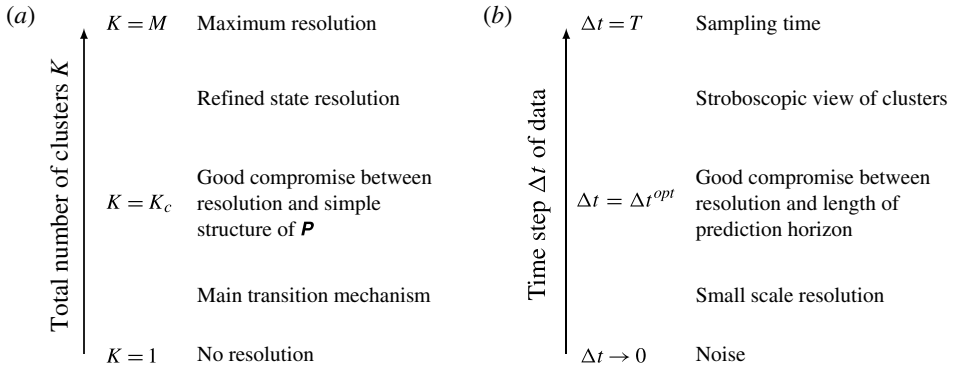 (a)
K = M Maximum resolution
Refined state resolution
Good compromise between
K = K_c resolution and simple
structure of P
Main transition mechanism
K = 1 No resolution
Total number of clusters K
(b)
Δt = T Sampling time
Stroboscopic view of clusters
Good compromise between
Δt = Δt^opt resolution and length of
prediction horizon
Small scale resolution
Δt → 0 Noise
Time step Δt of data